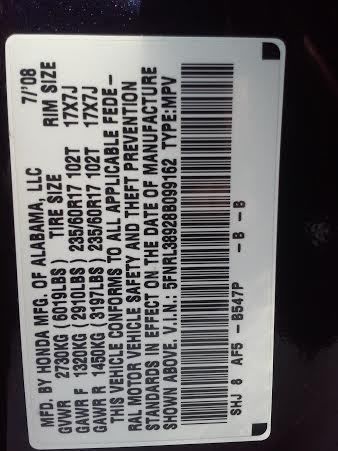 MFD. BY HONDA MFG. OF ALABAMA, LLC 7/'08
GVWR 2730KG (6019LBS) TIRE SIZE RIM SIZE
GAWR F 1320KG (2910LBS) 235/60R17 102T 17X7J
GAWR R 1450KG (3197LBS) 235/60R17 102T 17X7J
THIS VEHICLE CONFORMS TO ALL APPLICABLE FEDE-
RAL MOTOR VEHICLE SAFETY AND THEFT PREVENTION
STANDARDS IN EFFECT ON THE DATE OF MANUFACTURE
SHOWN ABOVE. V.I.N.: 5FNRL38928B099162 TYPE:MPV
SHJ 8 AF5 - B547P - B - B